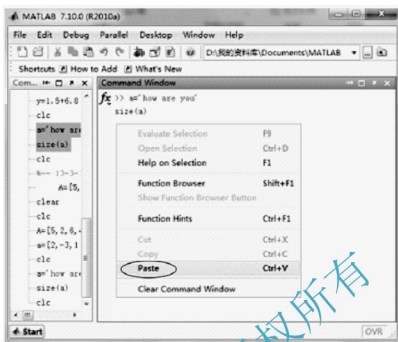 MATLAB 7.10.0 (R2010a)
File Edit Debug Parallel Desktop Window Help
D:\我的资料库\Documents\MATLAB
Shortcuts How to Add What's New
Com... Command Window
y=1.5+6.8
clc
a='how are
size(a)
clc
%-- 13-3-
A=[5,
clear
clc
A=[5,2,6,
a=[2,-3,1
clc
a='how are
size(a)
clc
fx >> a='how are you'
size(a)
Evaluate Selection F9
Open Selection Ctrl+D
Help on Selection F1
Function Browser Shift+F1
Show Function Browser Button
Function Hints Ctrl+F1
Cut Ctrl+X
Copy Ctrl+C
Paste Ctrl+V
Clear Command Window
Start OVR
权所有